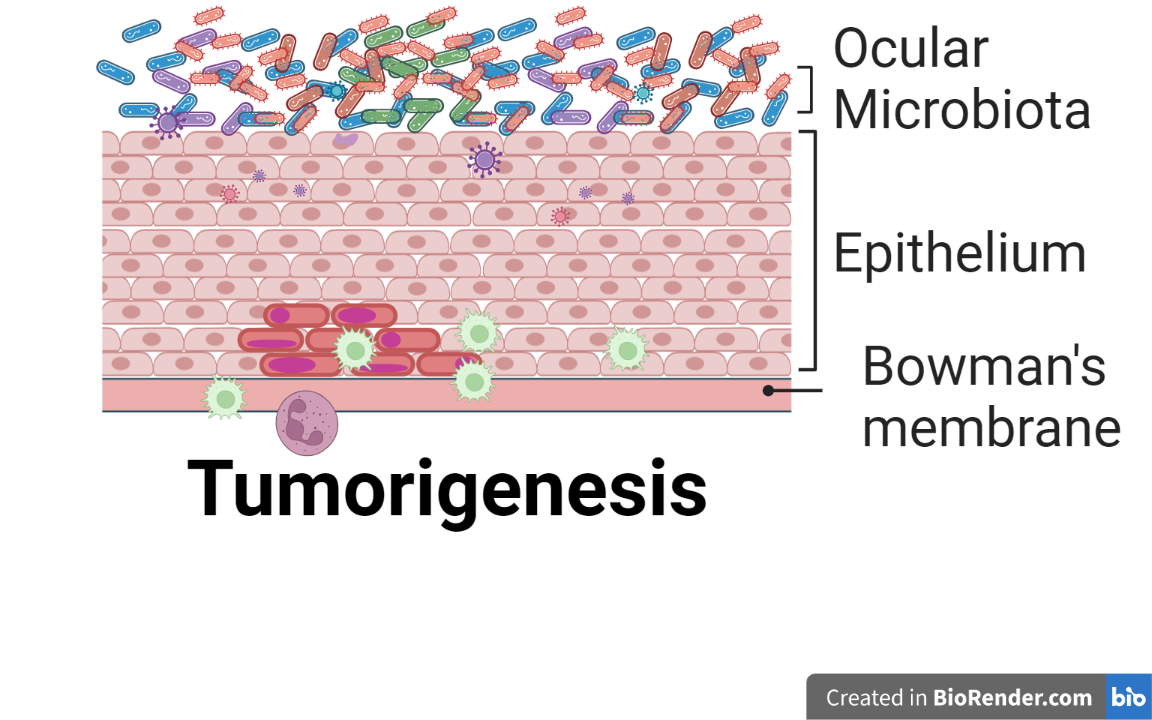 Ocular
Microbiota
Epithelium
Bowman's
membrane
Tumorigenesis
Created in BioRender.com bio